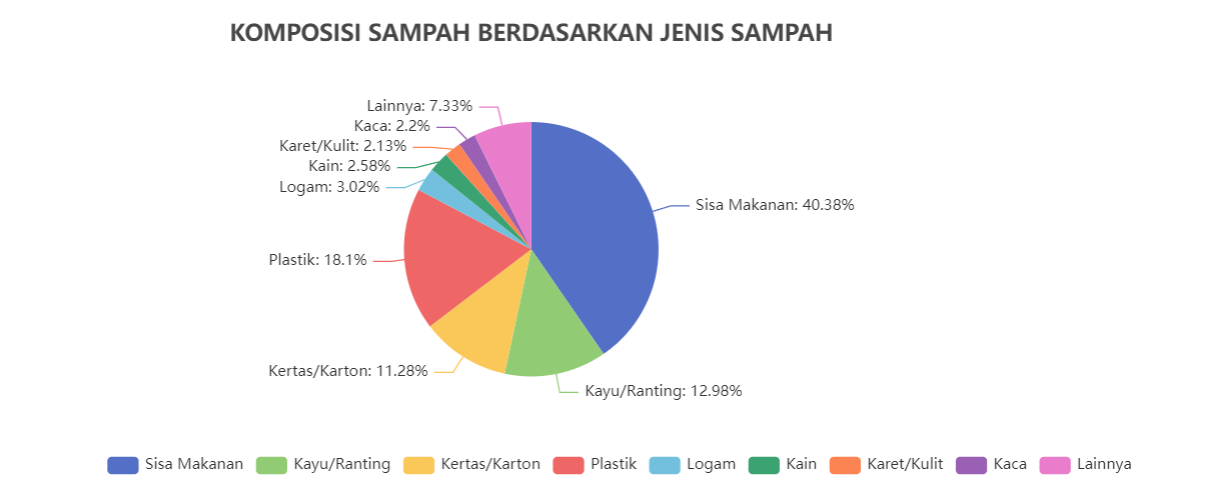 KOMPOSISI SAMPAH BERDASARKAN JENIS SAMPAH
Lainnya: 7.33%
Kaca: 2.2%
Karet/Kulit: 2.13%
Kain: 2.58%
Logam: 3.02%
Sisa Makanan: 40.38%
Plastik: 18.1%
Kertas/Karton: 11.28%
Kayu/Ranting: 12.98%
Sisa Makanan Kayu/Ranting Kertas/Karton Plastik Logam Kain Karet/Kulit Kaca Lainnya